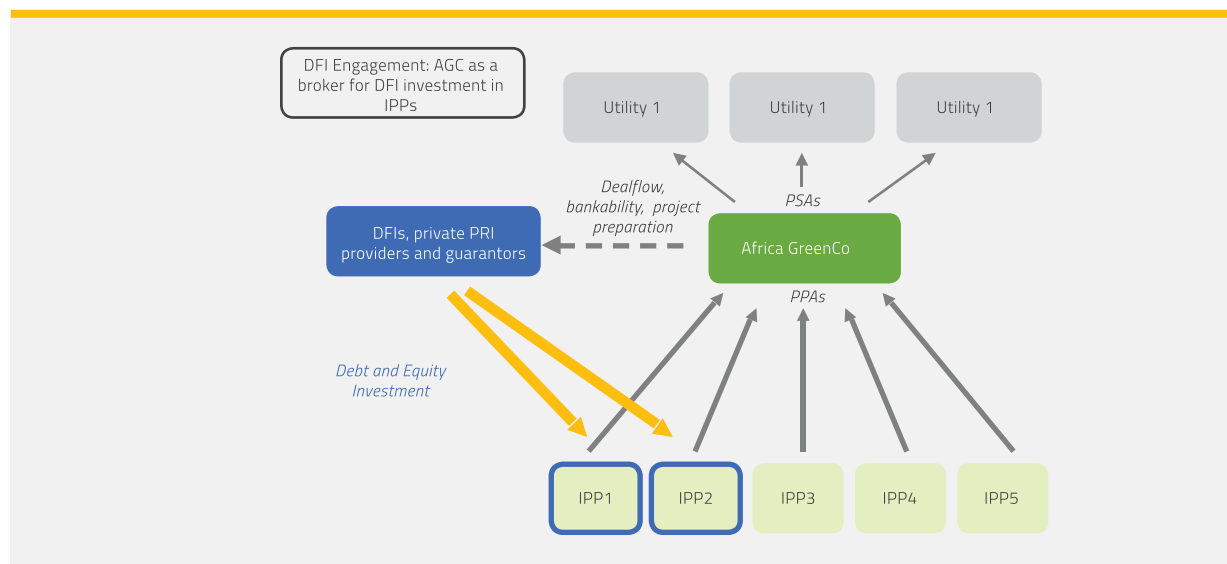 DFI Engagement: AGC as a
broker for DFI investment in
IPPs
Utility 1
Utility 1
Utility 1
Dealflow,
bankability, project
preparation
PSAs
DFIs, private PRI
providers and guarantors
Africa GreenCo
PPAs
Debt and Equity
Investment
IPP1
IPP2
IPP3
IPP4
IPP5